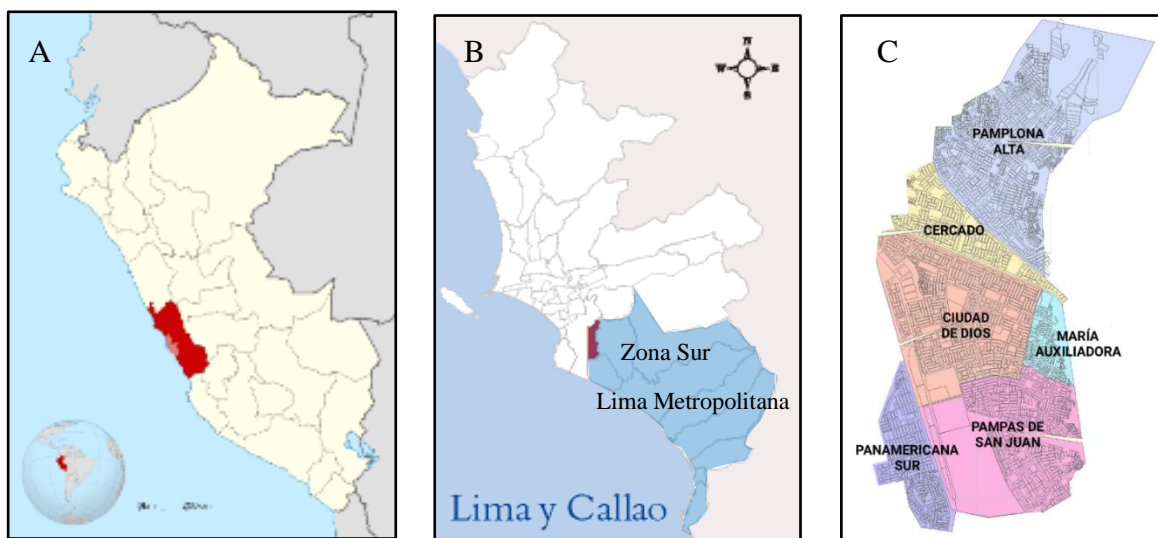 A
B
N
W
E
S
Zona Sur
Lima Metropolitana
Lima y Callao
C
PAMPLONA
ALTA
CERCADO
CIUDAD
DE DIOS
MARÍA
AUXILIADORA
PAMPAS DE
SAN JUAN
PANAMERICANA
SUR